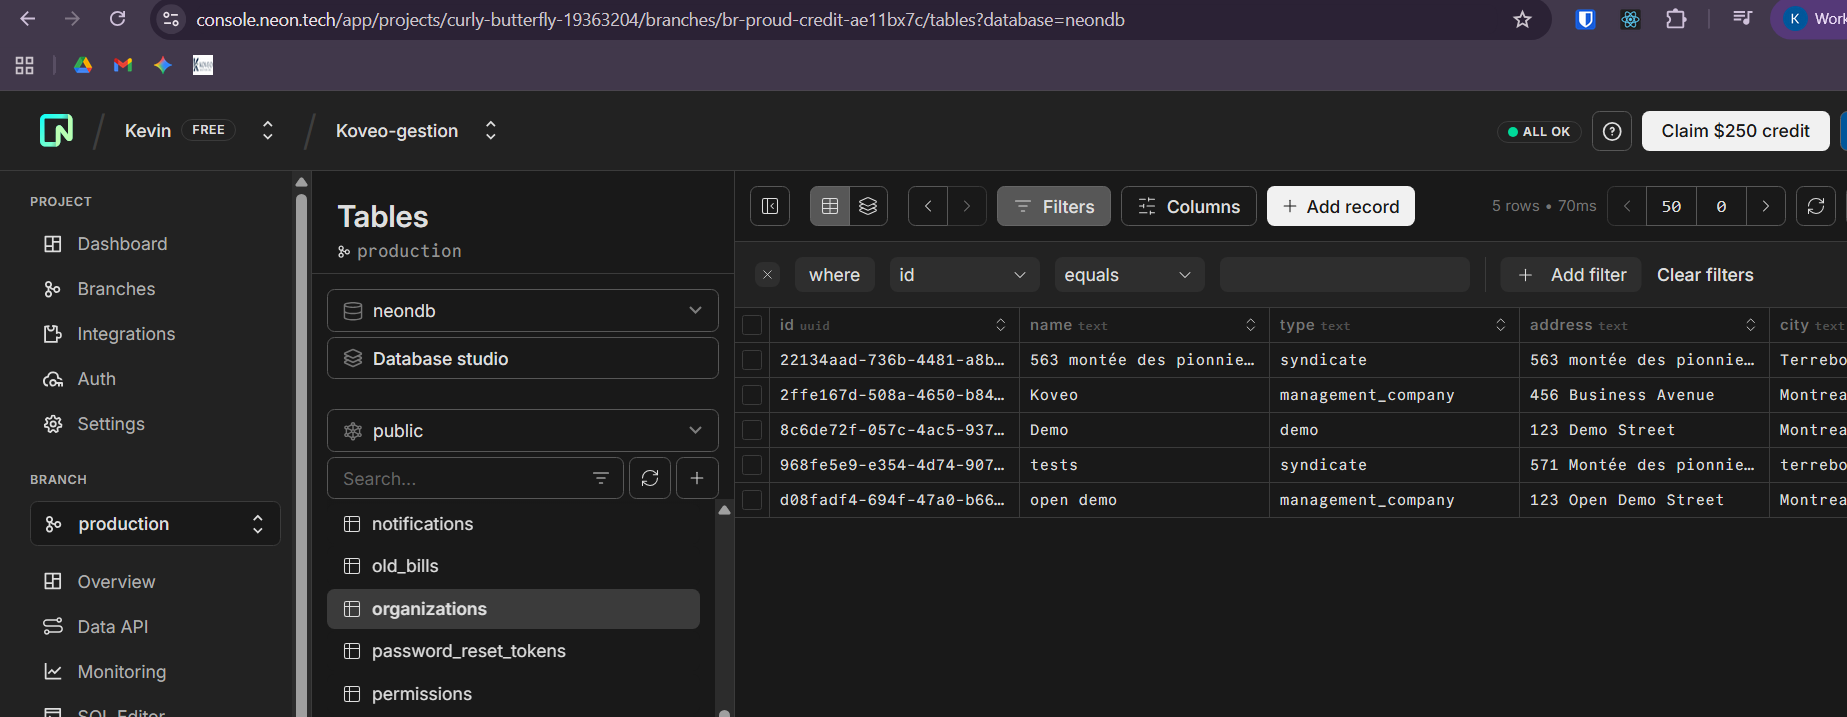 console.neon.tech/app/projects/curly-butterfly-19363204/branches/br-proud-credit-ae11bx7c/tables?database=neondb
K Work
Kevin FREE
Koveo-gestion
ALL OK
Claim $250 credit
PROJECT
Dashboard
Branches
Integrations
Auth
Settings
BRANCH
production
Overview
Data API
Monitoring
SQL Editor
Tables
production
neondb
Database studio
public
Search...
notifications
old_bills
organizations
password_reset_tokens
permissions
Filters
Columns
Add record
5 rows • 70ms
50
0
where
id
equals
Add filter
Clear filters
id uuid name text type text address text city text
22134aad-736b-4481-a8b… 563 montée des pionnie… syndicate 563 montée des pionnie… Terrebo
2ffe167d-508a-4650-b84… Koveo management_company 456 Business Avenue Montrea
8c6de72f-057c-4ac5-937… Demo demo 123 Demo Street Montrea
968fe5e9-e354-4d74-907… tests syndicate 571 Montée des pionnie… terrebo
d08fadf4-694f-47a0-b66… open demo management_company 123 Open Demo Street Montrea